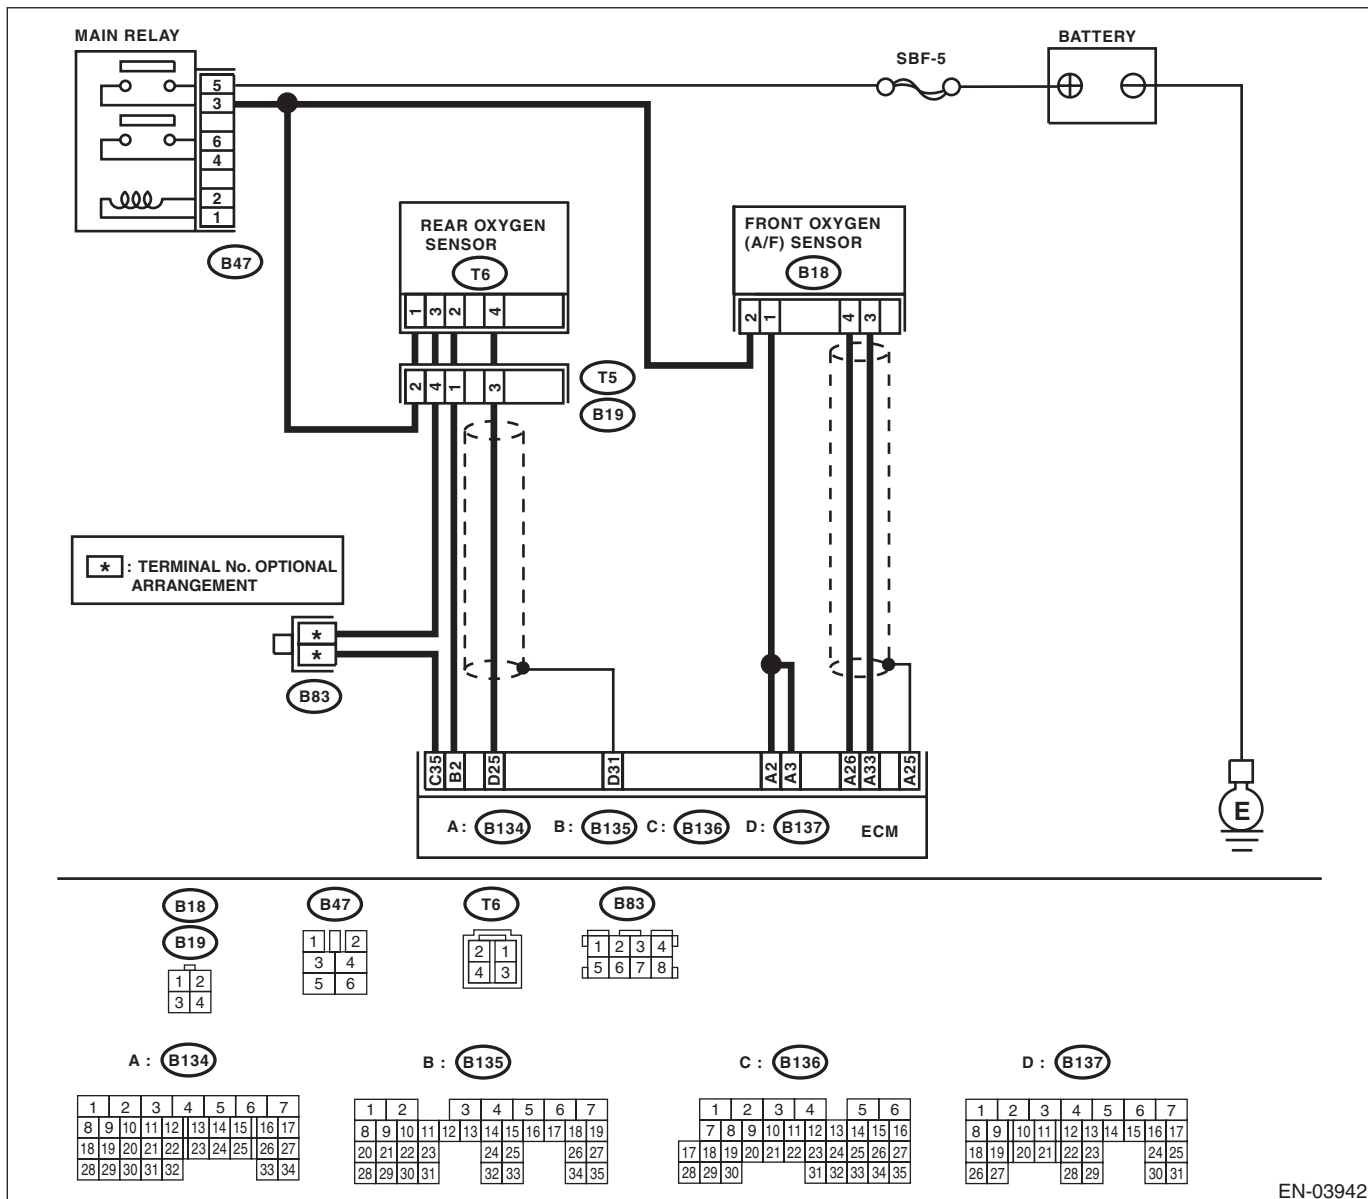 MAIN RELAY
BATTERY
SBF-5
5
3
6
4
2
1
B47
REAR OXYGEN
SENSOR
T6
1 3 2 4
FRONT OXYGEN
(A/F) SENSOR
B18
2 1 4 3
2 4 1 3
T5
B19
* : TERMINAL No. OPTIONAL
ARRANGEMENT
*
*
B83
C35 B2 D25 D31 A2 A3 A26 A33 A25
A: B134 B: B135 C: B136 D: B137 ECM
E
B18
B19
1 2
3 4
B47
1 2
3 4
5 6
T6
2 1
4 3
B83
1 2 3 4
5 6 7 8
A : B134
1 2 3 4 5 6 7
8 9 10 11 12 13 14 15 16 17
18 19 20 21 22 23 24 25 26 27
28 29 30 31 32 33 34
B : B135
1 2 3 4 5 6 7
8 9 10 11 12 13 14 15 16 17 18 19
20 21 22 23 24 25 26 27
28 29 30 31 32 33 34 35
C : B136
1 2 3 4 5 6
7 8 9 10 11 12 13 14 15 16
17 18 19 20 21 22 23 24 25 26 27
28 29 30 31 32 33 34 35
D : B137
1 2 3 4 5 6 7
8 9 10 11 12 13 14 15 16 17
18 19 20 21 22 23 24 25
26 27 28 29 30 31
EN-03942